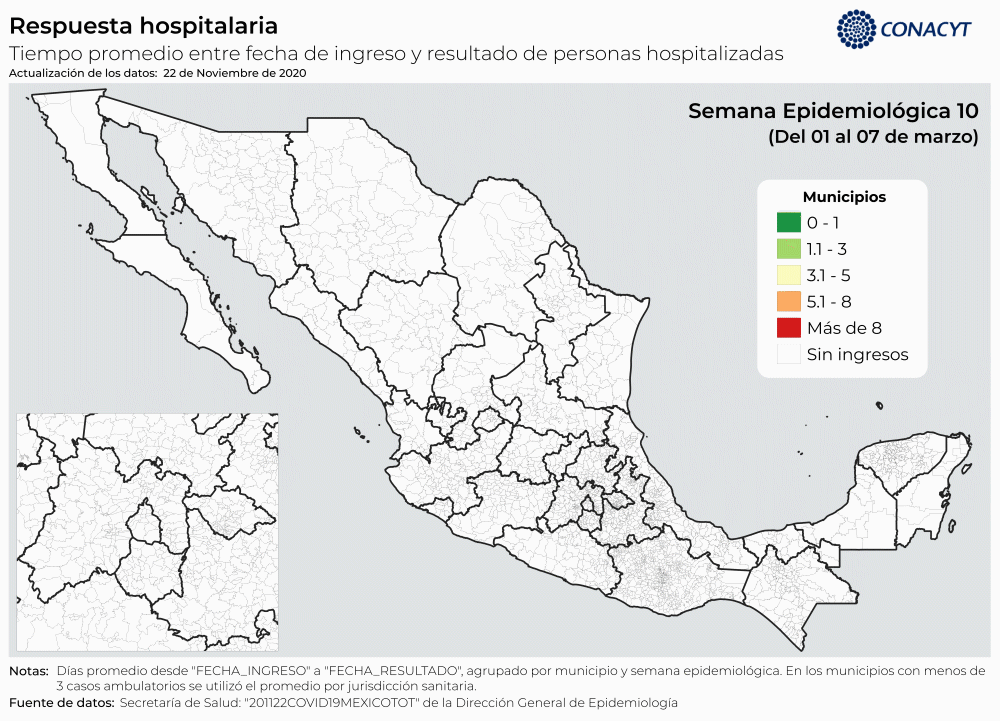 Respuesta hospitalaria
Tiempo promedio entre fecha de ingreso y resultado de personas hospitalizadas
Actualización de los datos: 22 de Noviembre de 2020
CONACYT
Semana Epidemiológica 10
(Del 01 al 07 de marzo)
Municipios
0 - 1
1.1 - 3
3.1 - 5
5.1 - 8
Más de 8
Sin ingresos
Notas: Días promedio desde "FECHA_INGRESO" a "FECHA_RESULTADO", agrupado por municipio y semana epidemiológica. En los municipios con menos de
3 casos ambulatorios se utilizó el promedio por jurisdicción sanitaria.
Fuente de datos: Secretaría de Salud: "201122COVID19MEXICOTOT" de la Dirección General de Epidemiología